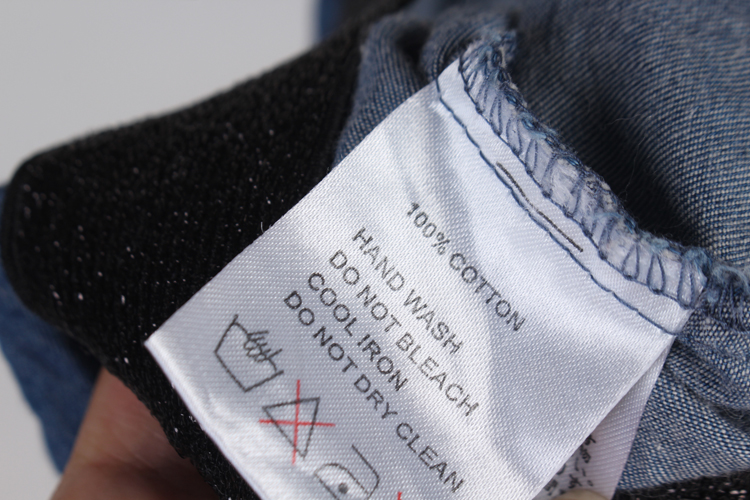 100% COTTON
HAND WASH
DO NOT BLEACH
COOL IRON
DO NOT DRY CLEAN